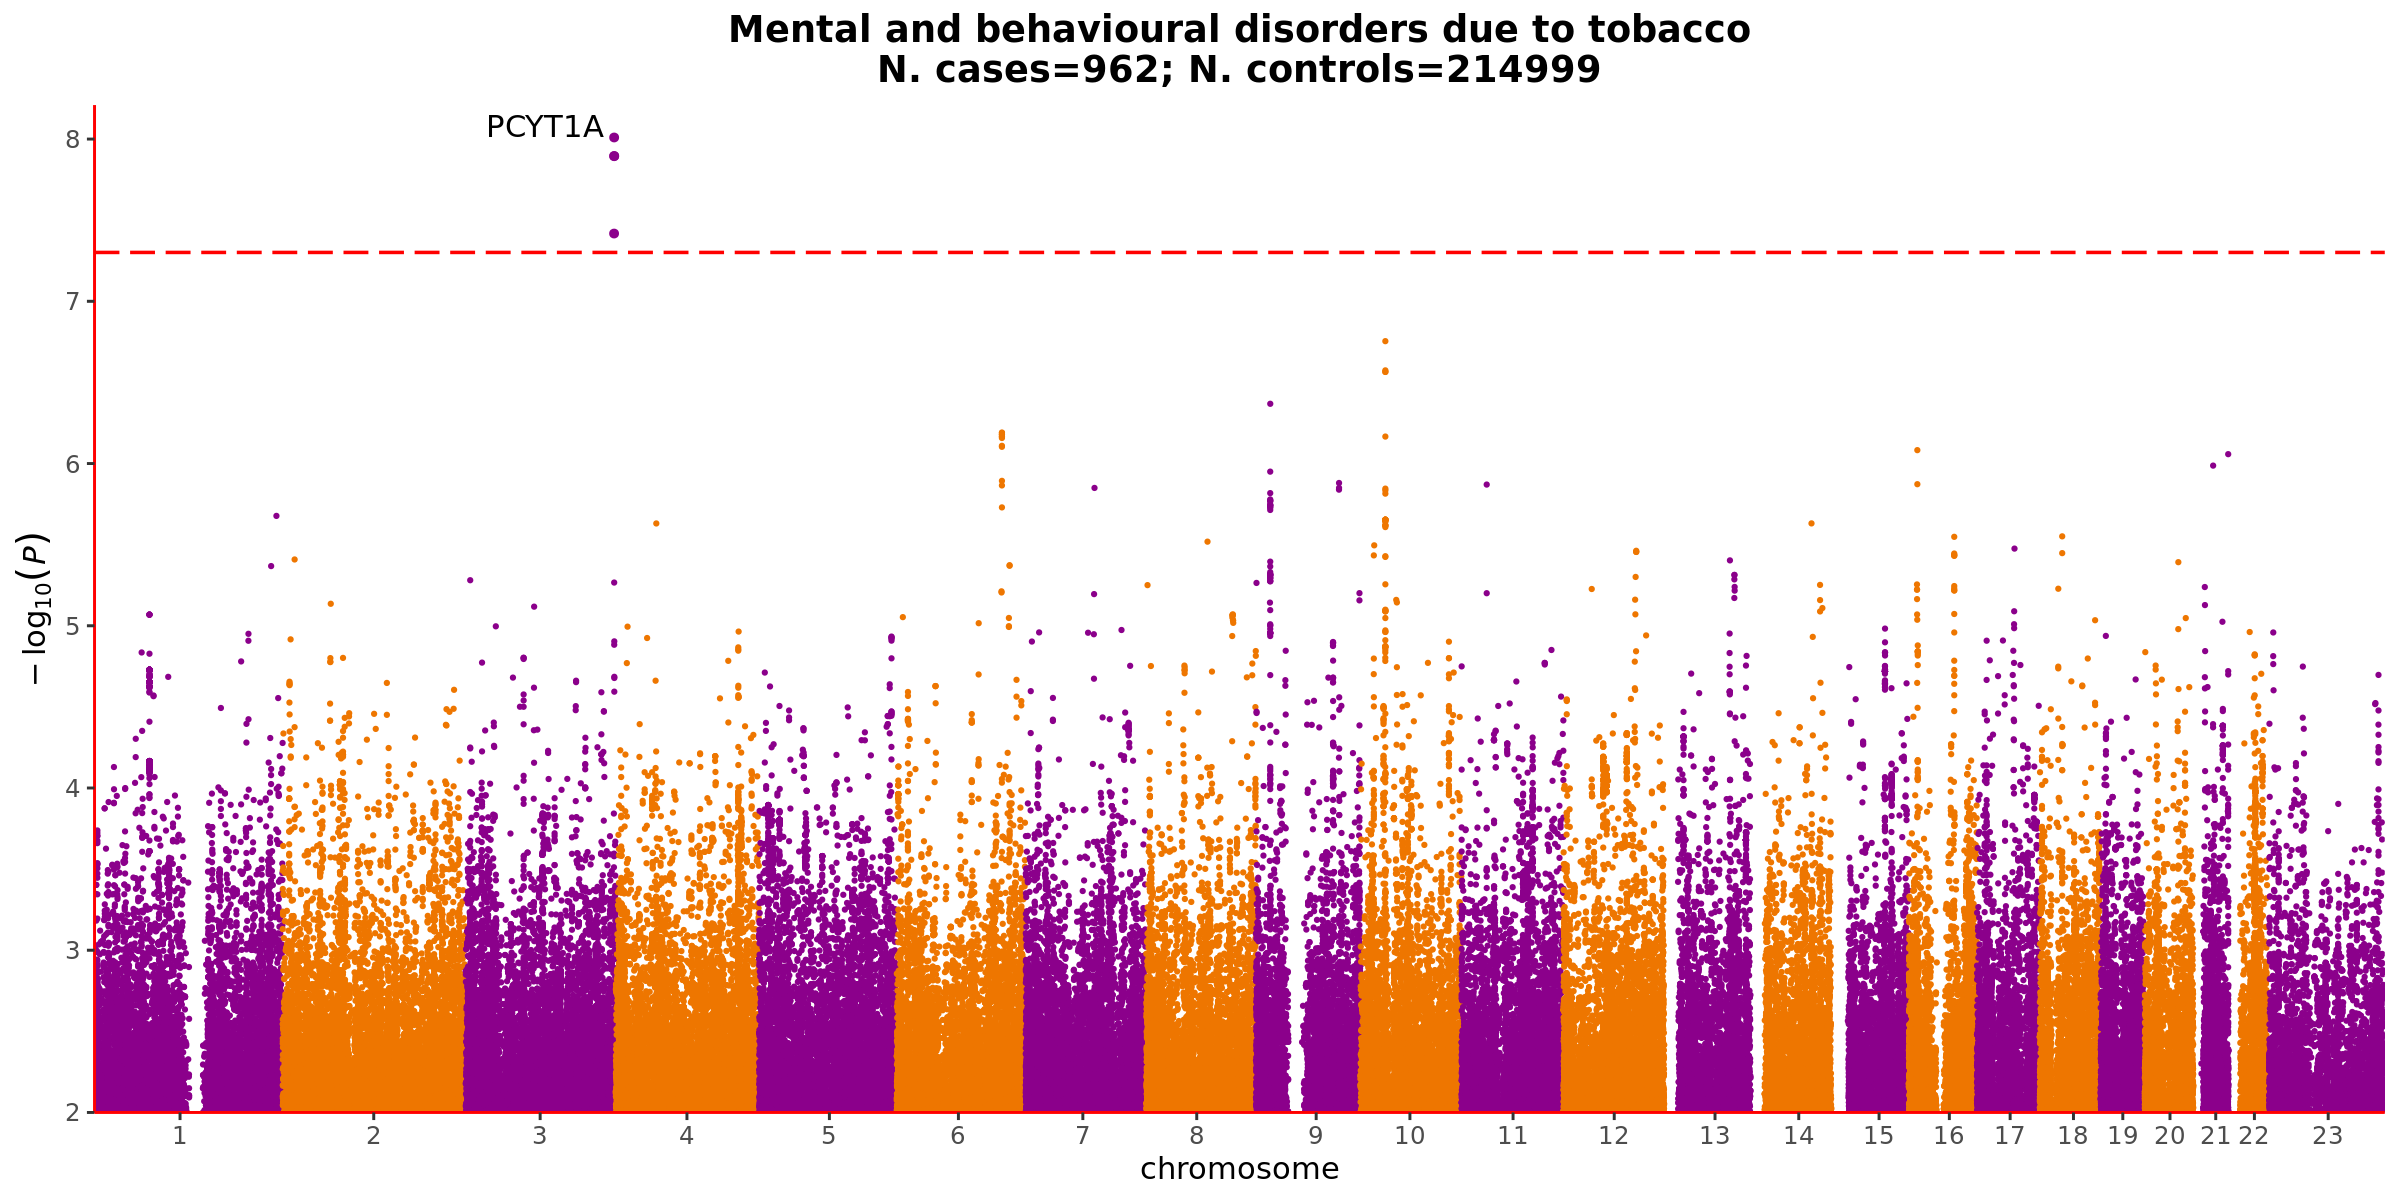 Mental and behavioural disorders due to tobacco
N. cases=962; N. controls=214999
PCYT1A
8
7
6
5
4
3
2
−log10(P)
1 2 3 4 5 6 7 8 9 10 11 12 13 14 15 16 17 18 19 20 21 22 23
chromosome